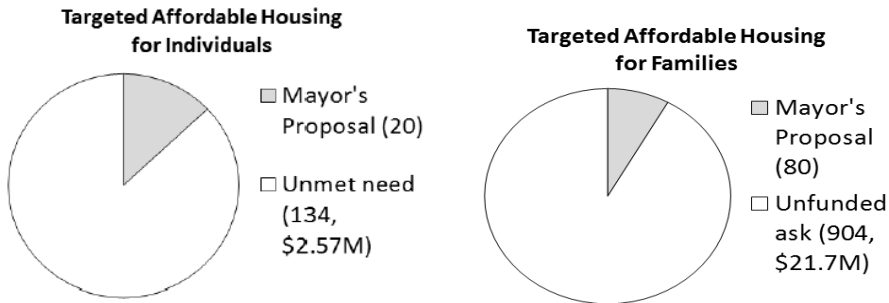 Targeted Affordable Housing
for Individuals
Mayor's
Proposal (20)
Unmet need
(134,
$2.57M)
Targeted Affordable Housing
for Families
Mayor's
Proposal
(80)
Unfunded
ask (904,
$21.7M)